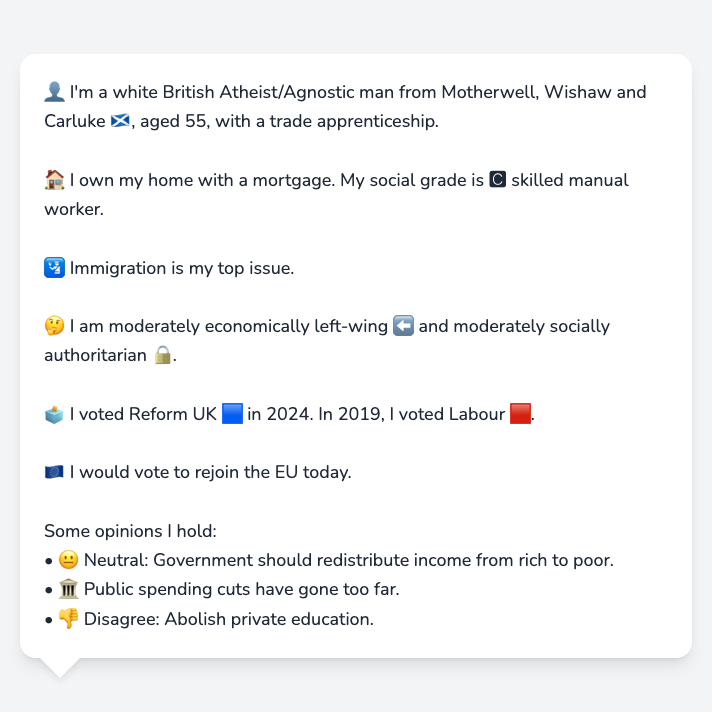 👤 I'm a white British Atheist/Agnostic man from Motherwell, Wishaw and
Carluke 🏴󠁧󠁢󠁳󠁣󠁴󠁿, aged 55, with a trade apprenticeship.
🏠 I own my home with a mortgage. My social grade is 🅲 skilled manual
worker.
🛂 Immigration is my top issue.
🤔 I am moderately economically left-wing ⬅️ and moderately socially
authoritarian 🔒.
🗳️ I voted Reform UK 🟦 in 2024. In 2019, I voted Labour 🟥.
🇪🇺 I would vote to rejoin the EU today.
Some opinions I hold:
• 😐 Neutral: Government should redistribute income from rich to poor.
• 🏛️ Public spending cuts have gone too far.
• 👎 Disagree: Abolish private education.